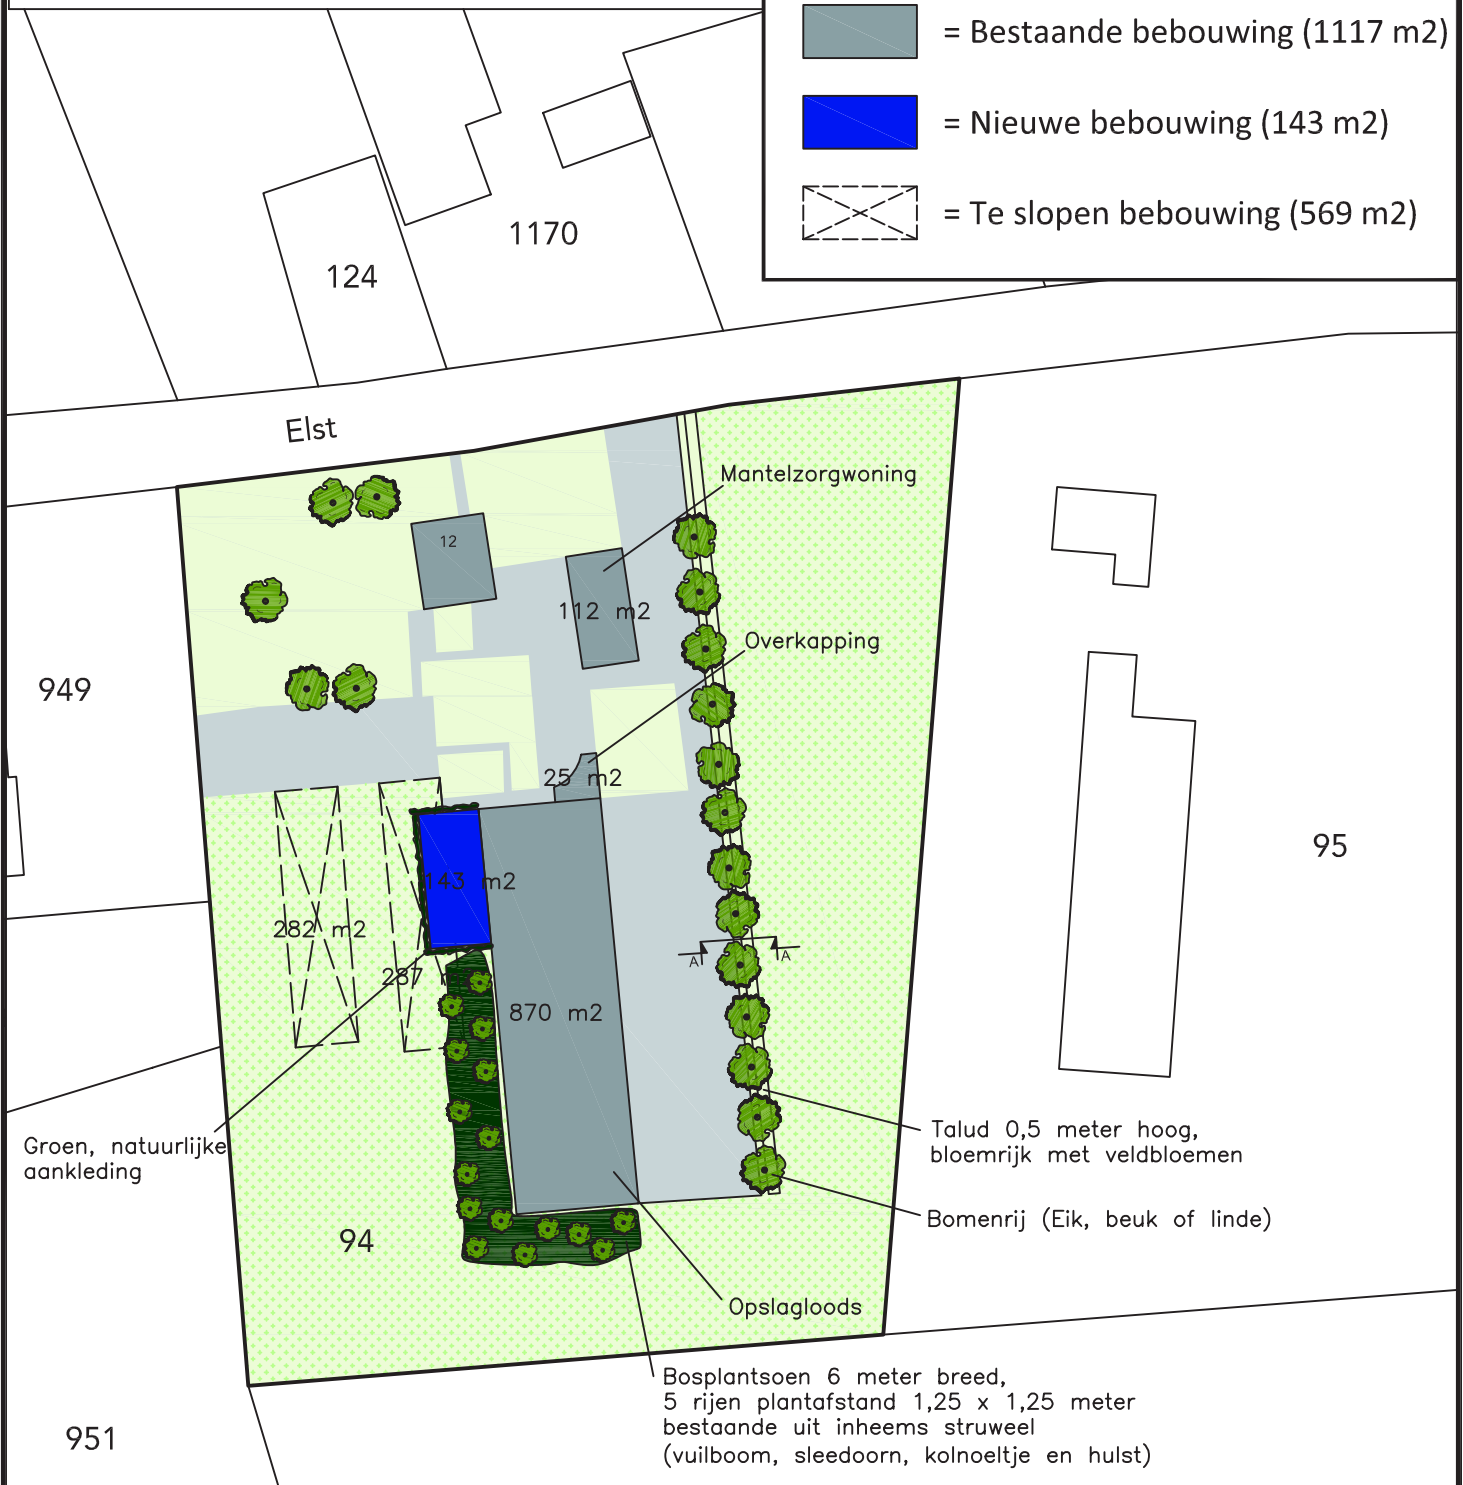 = Bestaande bebouwing (1117 m2)
= Nieuwe bebouwing (143 m2)
= Te slopen bebouwing (569 m2)
1170
124
Elst
Mantelzorgwoning
12
112 m2
Overkapping
949
25 m2
95
143 m2
282 m2
A
A
287
870 m2
Groen, natuurlijke
aankleding
Talud 0,5 meter hoog,
bloemrijk met veldbloemen
Bomenrij (Eik, beuk of linde)
94
Opslagloods
Bosplantsoen 6 meter breed,
5 rijen plantafstand 1,25 x 1,25 meter
bestaande uit inheems struweel
(vuilboom, sleedoorn, kolnoeltje en hulst)
951